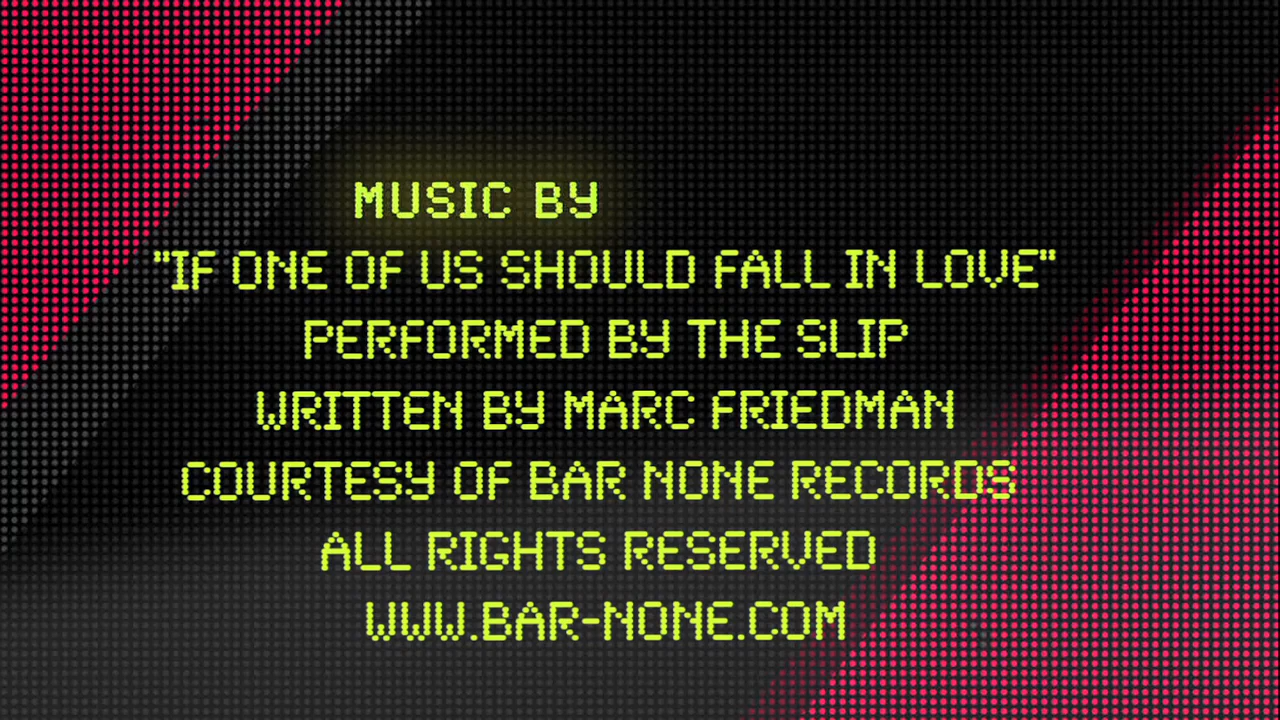 MUSIC BY
"IF ONE OF US SHOULD FALL IN LOVE"
PERFORMED BY THE SLIP
WRITTEN BY MARC FRIEDMAN
COURTESY OF BAR NONE RECORDS
ALL RIGHTS RESERVED
WWW.BAR-NONE.COM